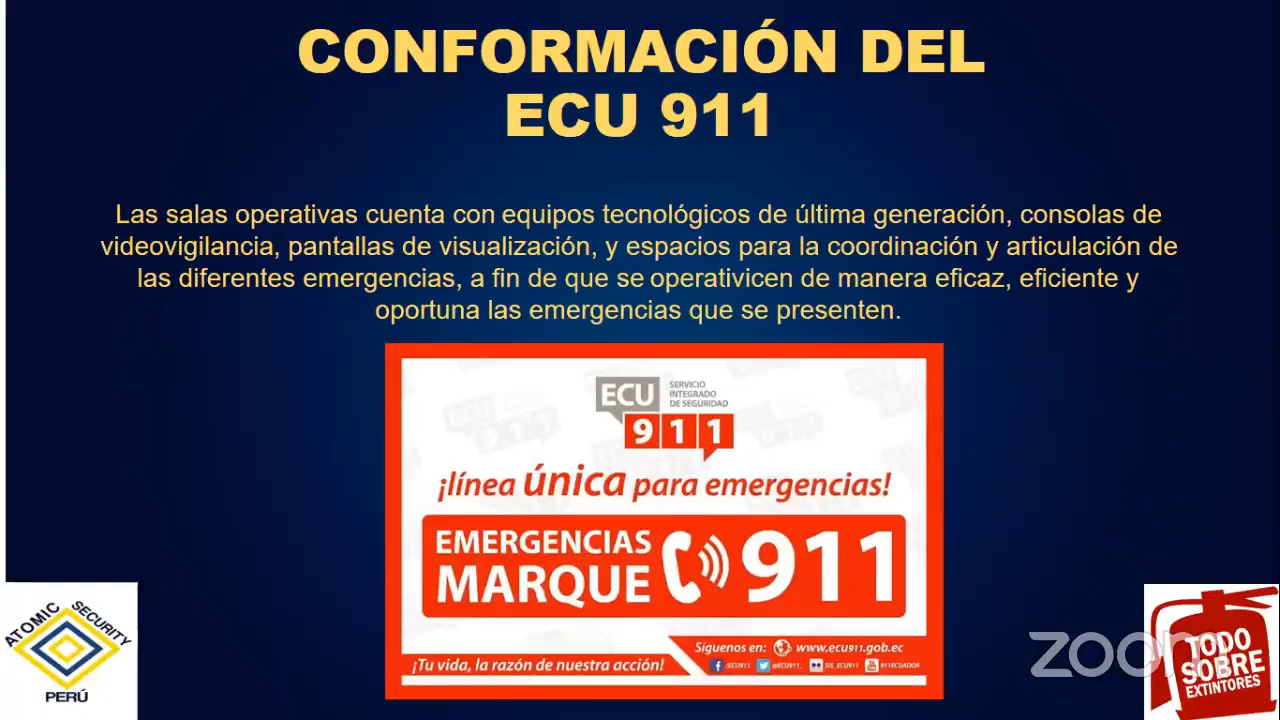 CONFORMACIÓN DEL
ECU 911
Las salas operativas cuenta con equipos tecnológicos de última generación, consolas de
videovigilancia, pantallas de visualización, y espacios para la coordinación y articulación de
las diferentes emergencias, a fin de que se operativicen de manera eficaz, eficiente y
oportuna las emergencias que se presenten.
ECU
SERVICIO
INTEGRADO
DE SEGURIDAD
911
¡línea única para emergencias!
EMERGENCIAS
MARQUE
911
Síguenos en: www.ecu911.gob.ec
¡Tu vida, la razón de nuestra acción!
/ECU911 @ECU911. SIS_ECU911 911ECUADOR
ATOMIC SECURITY
PERÚ
zoom
TODO
SOBRE
EXTINTORES